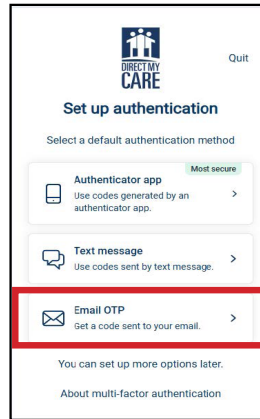 DIRECT MY
CARE
Quit
Set up authentication
Select a default authentication method
Most secure
Authenticator app
Use codes generated by an
authenticator app.
Text message
Use codes sent by text message.
Email OTP
Get a code sent to your email.
You can set up more options later.
About multi-factor authentication